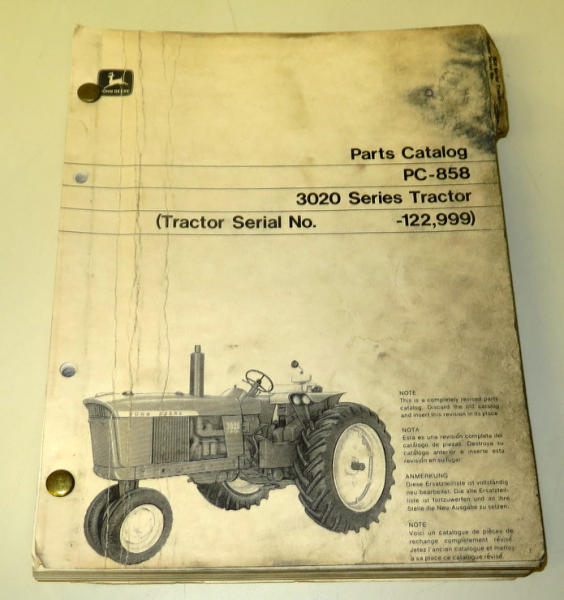 JOHN DEERE
Parts Catalog
PC-858
3020 Series Tractor
(Tractor Serial No. -122,999)
JOHN DEERE
3020
NOTE
This is a completely revised parts
catalog. Discard the old catalog
and insert this revision in its place.
NOTA
Esta es una revisión completa del
catálogo de piezas. Destruya su
catálogo anterior e inserte esta
revisión en su lugar.
ANMERKUNG
Diese Ersatzteilliste ist vollständig
neu bearbeitet. Die alte Ersatzteil-
liste ist fortzuwerfen und an ihre
Stelle die Neu-Ausgabe zu setzen.
NOTE
Voici un catalogue de pièces de
rechange complètement révisé.
Jetez l'ancien catalogue et mettez
à sa place ce catalogue révisé.